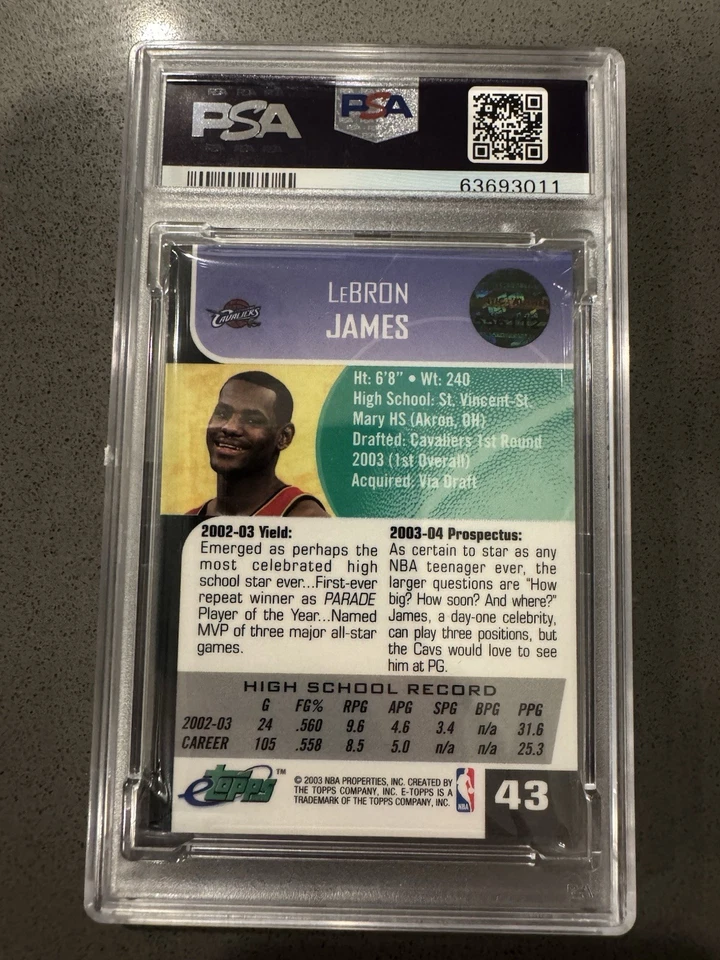 PSA
PSA
63693011
CAVALIERS
LeBRON
JAMES
Ht: 6'8" • Wt: 240
High School: St. Vincent-St.
Mary HS (Akron, OH)
Drafted: Cavaliers 1st Round
2003 (1st Overall)
Acquired: Via Draft
2002-03 Yield:
Emerged as perhaps the
most celebrated high
school star ever...First-ever
repeat winner as PARADE
Player of the Year...Named
MVP of three major all-star
games.
2003-04 Prospectus:
As certain to star as any
NBA teenager ever, the
larger questions are "How
big? How soon? And where?"
James, a day-one celebrity,
can play three positions, but
the Cavs would love to see
him at PG.
HIGH SCHOOL RECORD
G FG% RPG APG SPG BPG PPG
2002-03 24 .560 9.6 4.6 3.4 n/a 31.6
CAREER 105 .558 8.5 5.0 n/a n/a 25.3
etopps™
© 2003 NBA PROPERTIES, INC. CREATED BY
THE TOPPS COMPANY, INC. E-TOPPS IS A
TRADEMARK OF THE TOPPS COMPANY, INC.
NBA
43
PSA